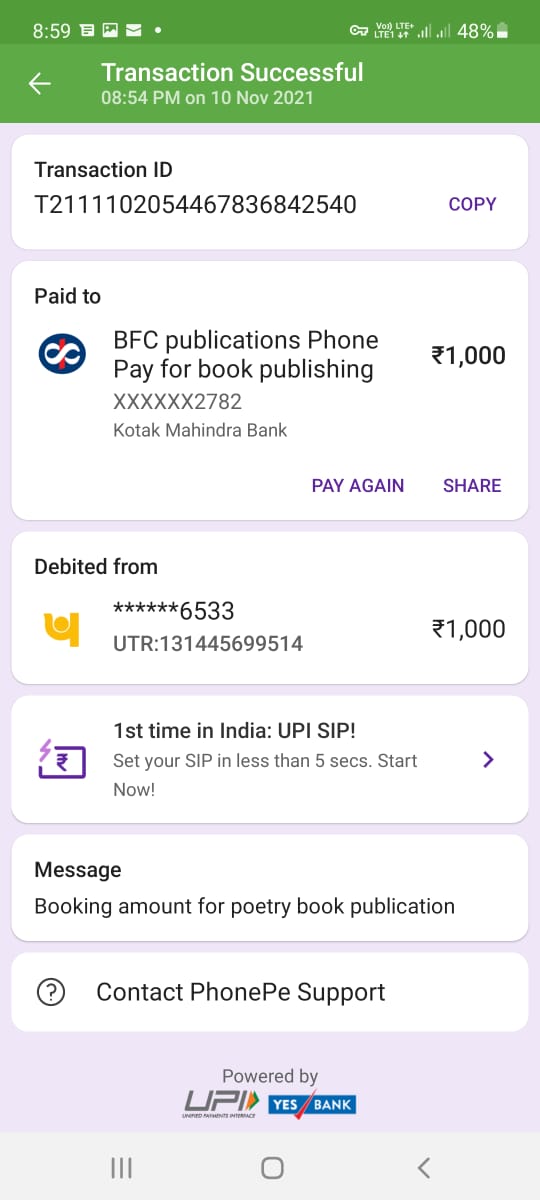 8:59 Vo) LTE+ LTE1 48%
Transaction Successful
08:54 PM on 10 Nov 2021
Transaction ID
T2111102054467836842540 COPY
Paid to
BFC publications Phone
Pay for book publishing
₹1,000
XXXXXX2782
Kotak Mahindra Bank
PAY AGAIN SHARE
Debited from
******6533
UTR:131445699514
₹1,000
1st time in India: UPI SIP!
Set your SIP in less than 5 secs. Start
Now!
Message
Booking amount for poetry book publication
Contact PhonePe Support
Powered by
UPI YES BANK
UNIFIED PAYMENTS INTERFACE